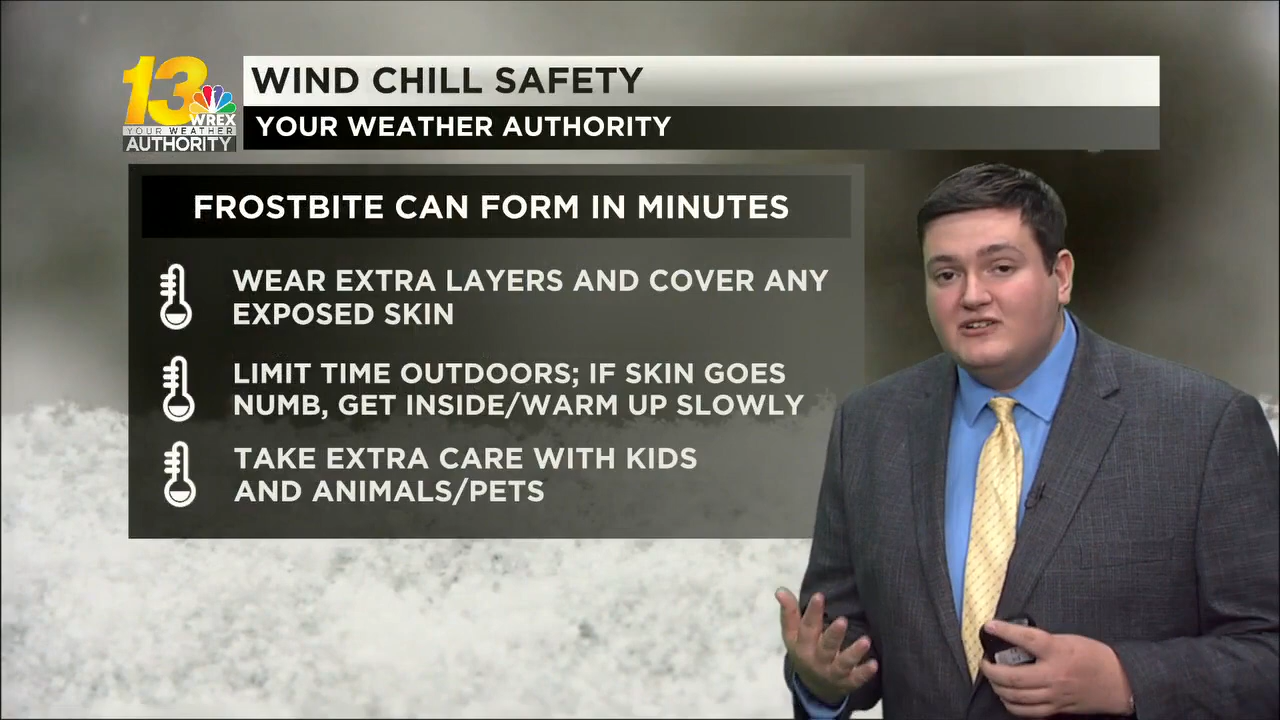 13
WREX
YOUR WEATHER
AUTHORITY
WIND CHILL SAFETY
YOUR WEATHER AUTHORITY
FROSTBITE CAN FORM IN MINUTES
WEAR EXTRA LAYERS AND COVER ANY
EXPOSED SKIN
LIMIT TIME OUTDOORS; IF SKIN GOES
NUMB, GET INSIDE/WARM UP SLOWLY
TAKE EXTRA CARE WITH KIDS
AND ANIMALS/PETS